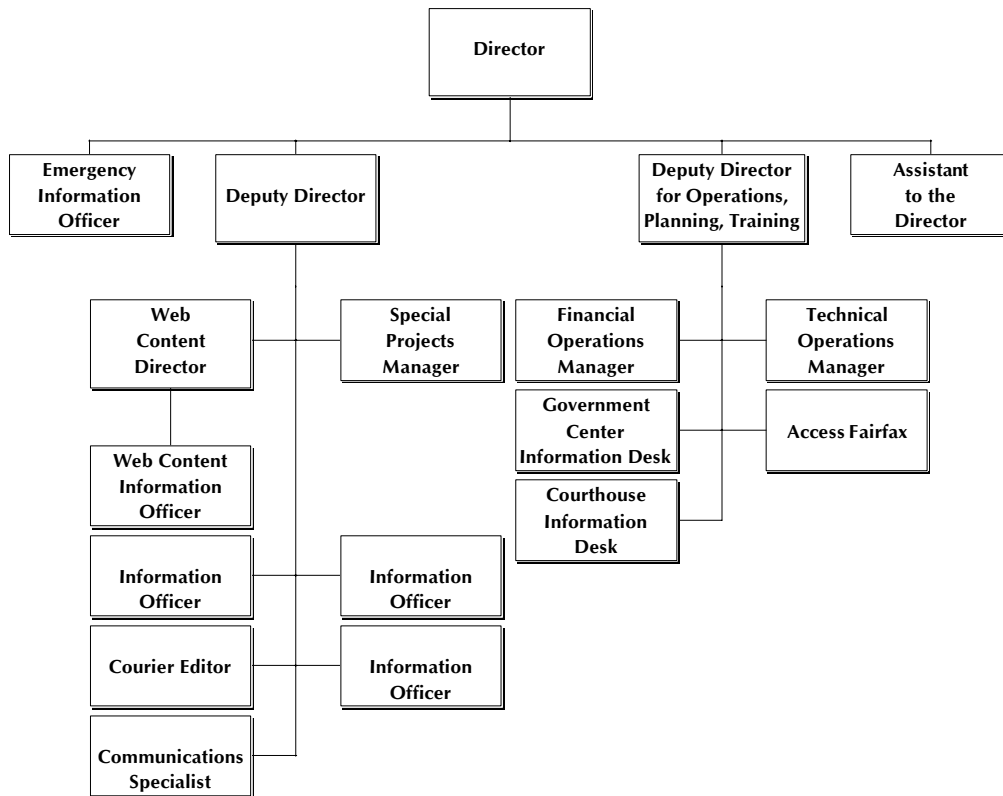 Director
Emergency
Information
Officer
Deputy Director
Deputy Director
for Operations,
Planning, Training
Assistant
to the
Director
Web
Content
Director
Special
Projects
Manager
Financial
Operations
Manager
Technical
Operations
Manager
Government
Center
Information Desk
Access Fairfax
Web Content
Information
Officer
Courthouse
Information
Desk
Information
Officer
Information
Officer
Courier Editor
Information
Officer
Communications
Specialist